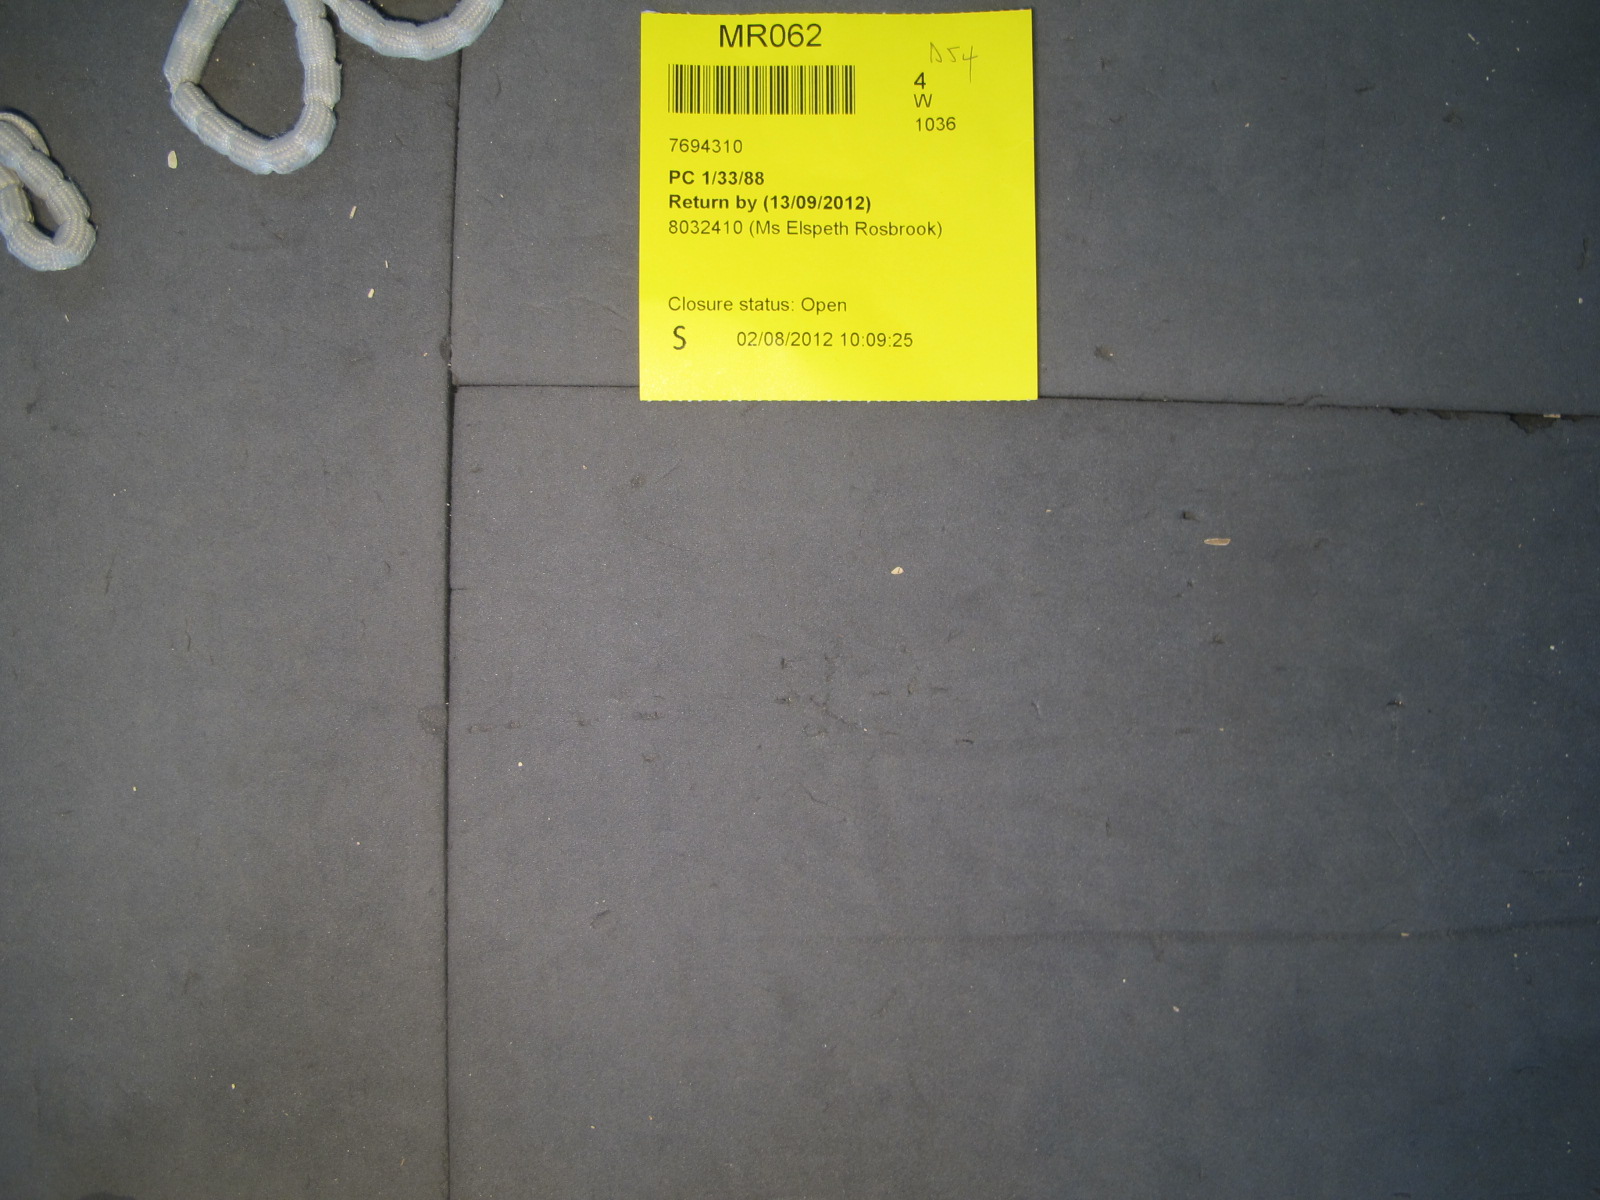 MR062
D54
4
W
1036
7694310
PC 1/33/88
Return by (13/09/2012)
8032410 (Ms Elspeth Rosbrook)
Closure status: Open
S 02/08/2012 10:09:25